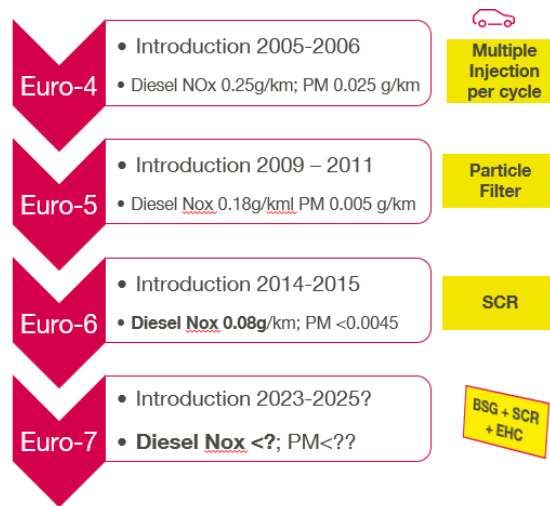 Euro-4
• Introduction 2005-2006
• Diesel NOx 0.25g/km; PM 0.025 g/km
Multiple
Injection
per cycle
Euro-5
• Introduction 2009 – 2011
• Diesel Nox 0.18g/kml PM 0.005 g/km
Particle
Filter
Euro-6
• Introduction 2014-2015
• Diesel Nox 0.08g/km; PM <0.0045
SCR
Euro-7
• Introduction 2023-2025?
• Diesel Nox <?; PM<??
BSG + SCR
+ EHC